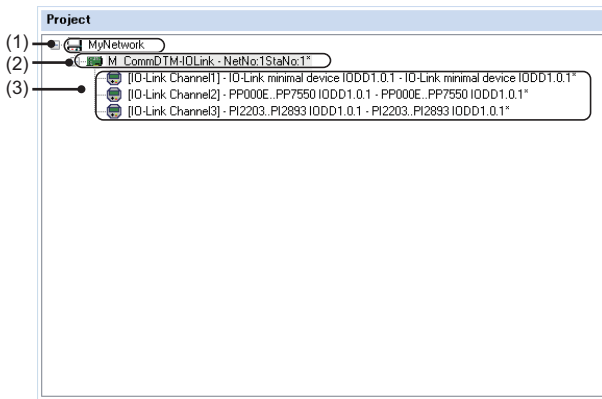 Project
(1) MyNetwork
(2) M CommDTM-IOLink - NetNo:1StaNo:1*
(3) [IO-Link Channel1] - IO-Link minimal device IODD1.0.1 - IO-Link minimal device IODD1.0.1*
[IO-Link Channel2] - PP000E..PP7550 IODD1.0.1 - PP000E..PP7550 IODD1.0.1*
[IO-Link Channel3] - PI2203..PI2893 IODD1.0.1 - PI2203..PI2893 IODD1.0.1*